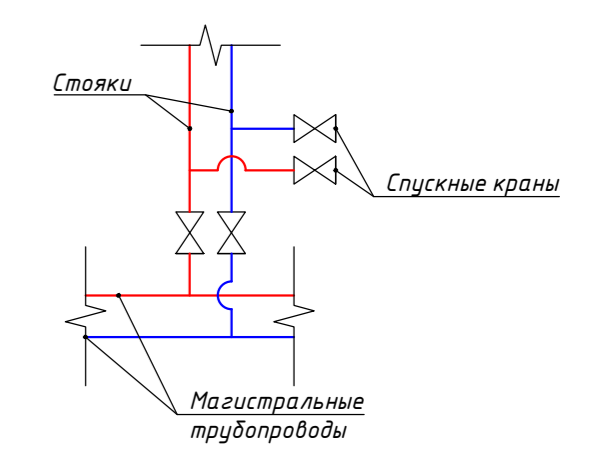 Стояки
Спускные краны
Магистральные
трубопроводы